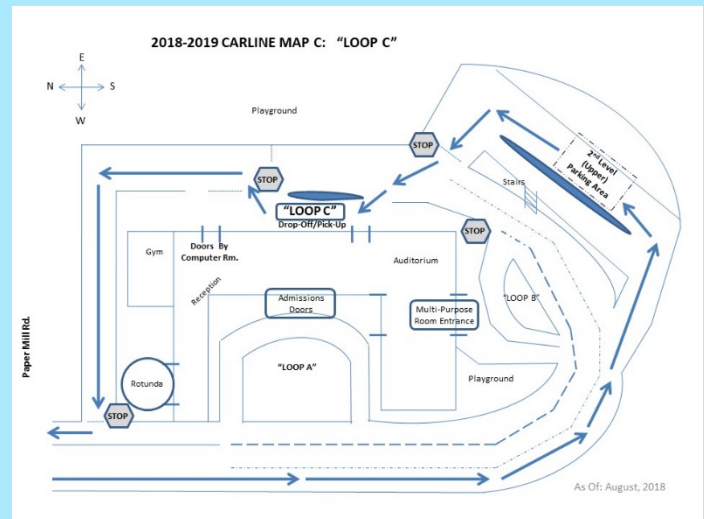 2018-2019 CARLINE MAP C: “LOOP C”
E
N
S
W
Playground
STOP
2nd Level
(Upper)
Parking Area
STOP
Stairs
“LOOP C”
Drop-Off/Pick-Up
STOP
Gym
Doors By
Computer Rm.
Auditorium
Reception
Admissions
Doors
“LOOP B”
Multi-Purpose
Room Entrance
Paper Mill Rd.
“LOOP A”
Rotunda
Playground
STOP
As Of: August, 2018